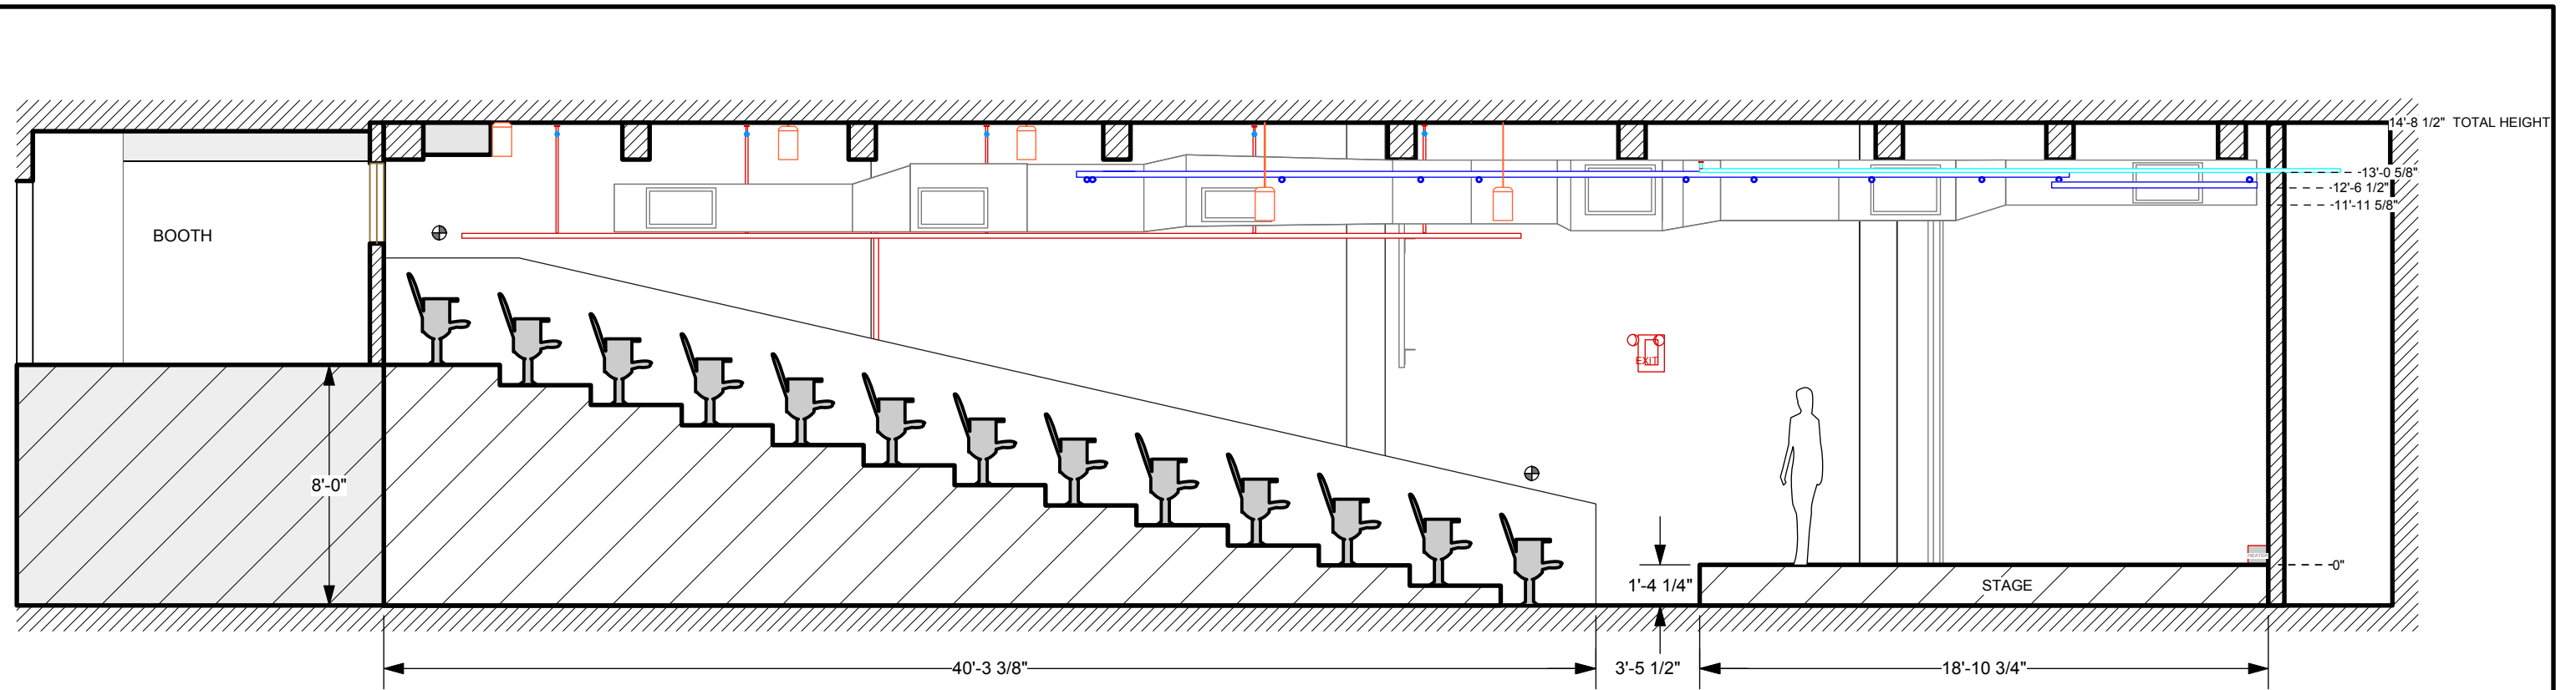 14'-8 1/2" TOTAL HEIGHT
13'-0 5/8"
12'-6 1/2"
11'-11 5/8"
BOOTH
EXIT
8'-0"
HEATER
0"
1'-4 1/4"
STAGE
40'-3 3/8"
3'-5 1/2"
18'-10 3/4"